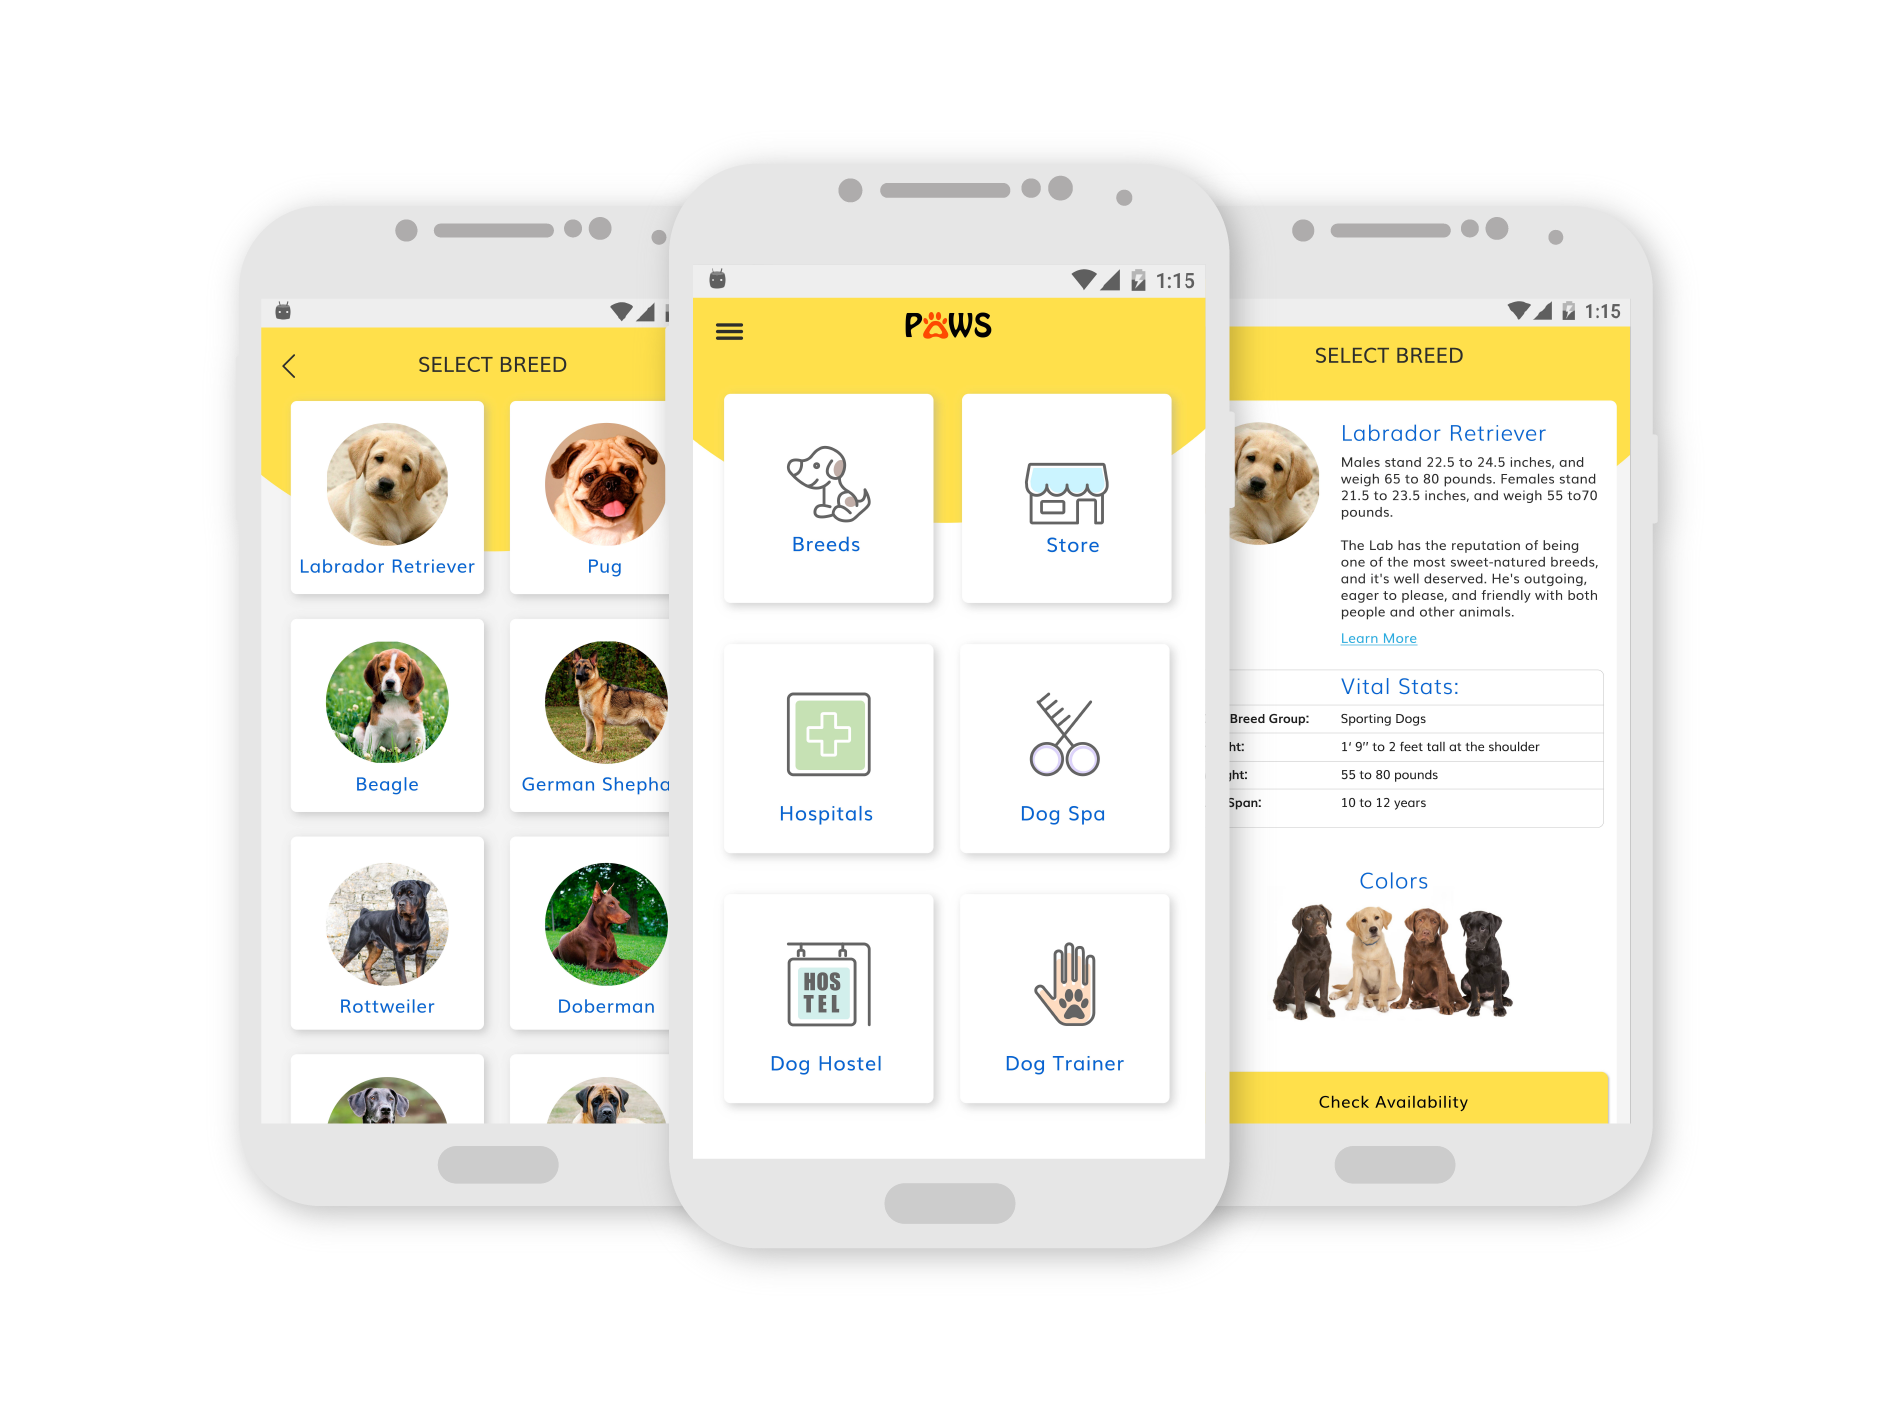 SELECT BREED
Labrador Retriever
Pug
Beagle
German Shepha
Rottweiler
Doberman
1:15
PAWS
Breeds
Store
Hospitals
Dog Spa
HOS
TEL
Dog Hostel
Dog Trainer
1:15
SELECT BREED
Labrador Retriever
Males stand 22.5 to 24.5 inches, and
weigh 65 to 80 pounds. Females stand
21.5 to 23.5 inches, and weigh 55 to70
pounds.
The Lab has the reputation of being
one of the most sweet-natured breeds,
and it's well deserved. He's outgoing,
eager to please, and friendly with both
people and other animals.
Learn More
Vital Stats:
Breed Group: Sporting Dogs
ht: 1' 9'' to 2 feet tall at the shoulder
ght: 55 to 80 pounds
Span: 10 to 12 years
Colors
Check Availability